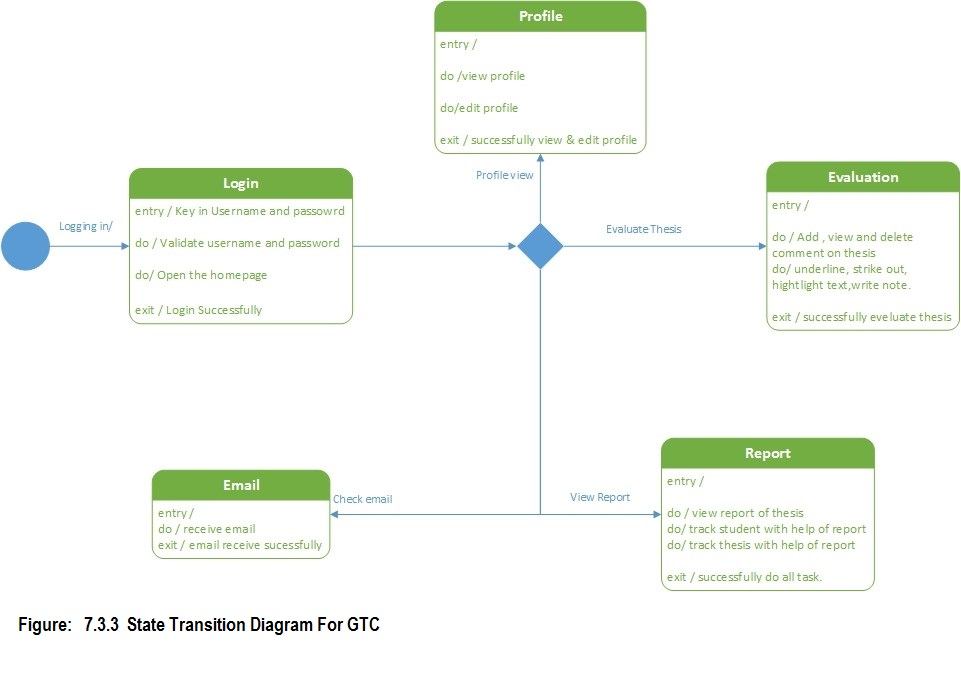 Profile
entry /
do /view profile
do/edit profile
exit / successfully view & edit profile
Profile view
Login
entry / Key in Username and passowrd
do / Validate username and password
do/ Open the homepage
exit / Login Successfully
Logging in/
Evaluate Thesis
Evaluation
entry /
do / Add , view and delete
comment on thesis
do/ underline, strike out,
hightlight text,write note.
exit / successfully eveluate thesis
Email
entry /
do / receive email
exit / email receive sucessfully
Check email
View Report
Report
entry /
do / view report of thesis
do/ track student with help of report
do/ track thesis with help of report
exit / successfully do all task.
Figure: 7.3.3 State Transition Diagram For GTC